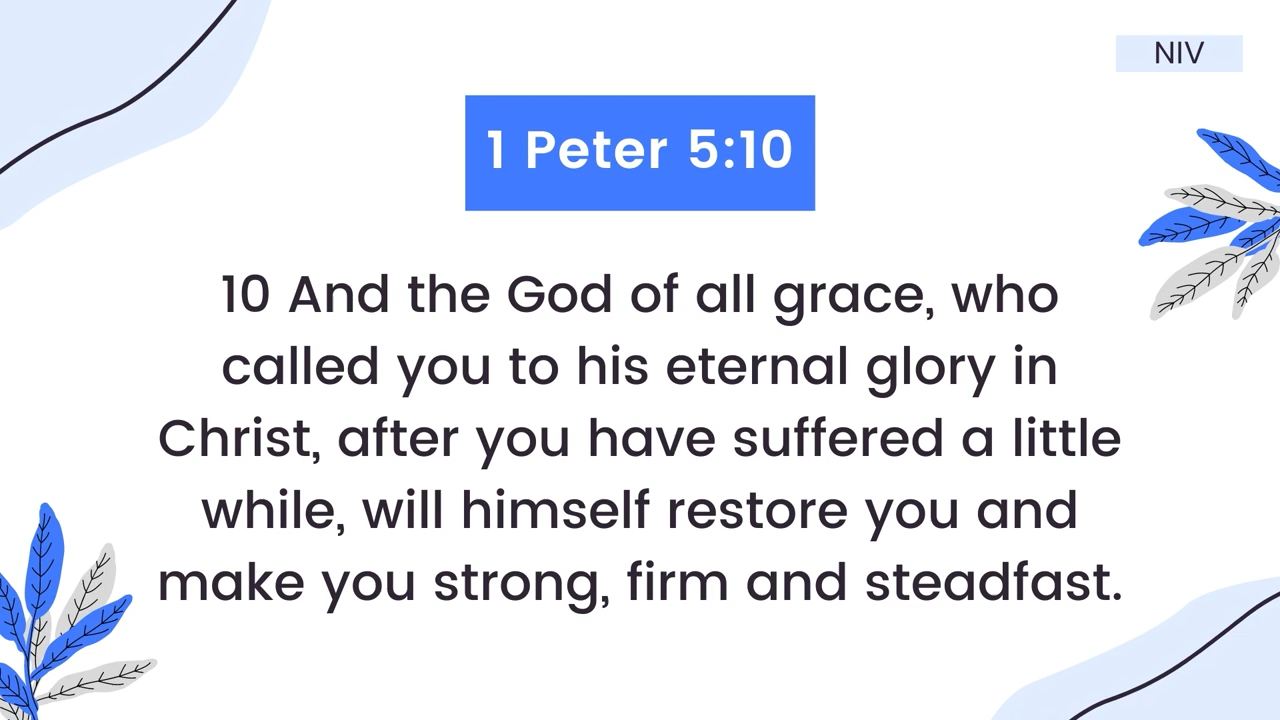 NIV
1 Peter 5:10
10 And the God of all grace, who
called you to his eternal glory in
Christ, after you have suffered a little
while, will himself restore you and
make you strong, firm and steadfast.